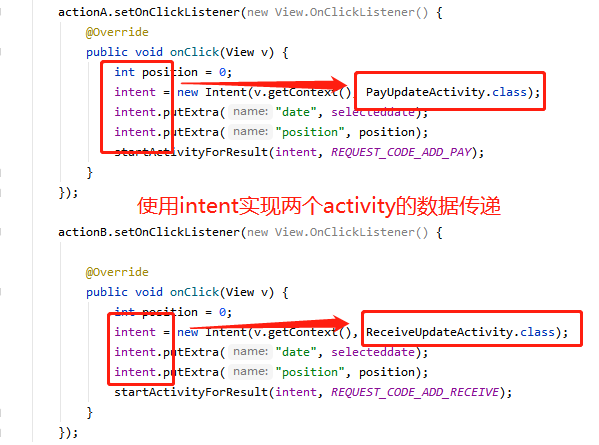 actionA.setOnClickListener(new View.OnClickListener() {
@Override
public void onClick(View v) {
int position = 0;
intent = new Intent(v.getContext(), PayUpdateActivity.class);
intent.putExtra( name: "date", selecteddate);
intent.putExtra( name: "position", position);
startActivityForResult(intent, REQUEST_CODE_ADD_PAY);
}
});
使用intent实现两个activity的数据传递
actionB.setOnClickListener(new View.OnClickListener() {
@Override
public void onClick(View v) {
int position = 0;
intent = new Intent(v.getContext(), ReceiveUpdateActivity.class);
intent.putExtra( name: "date", selecteddate);
intent.putExtra( name: "position", position);
startActivityForResult(intent, REQUEST_CODE_ADD_RECEIVE);
}
});